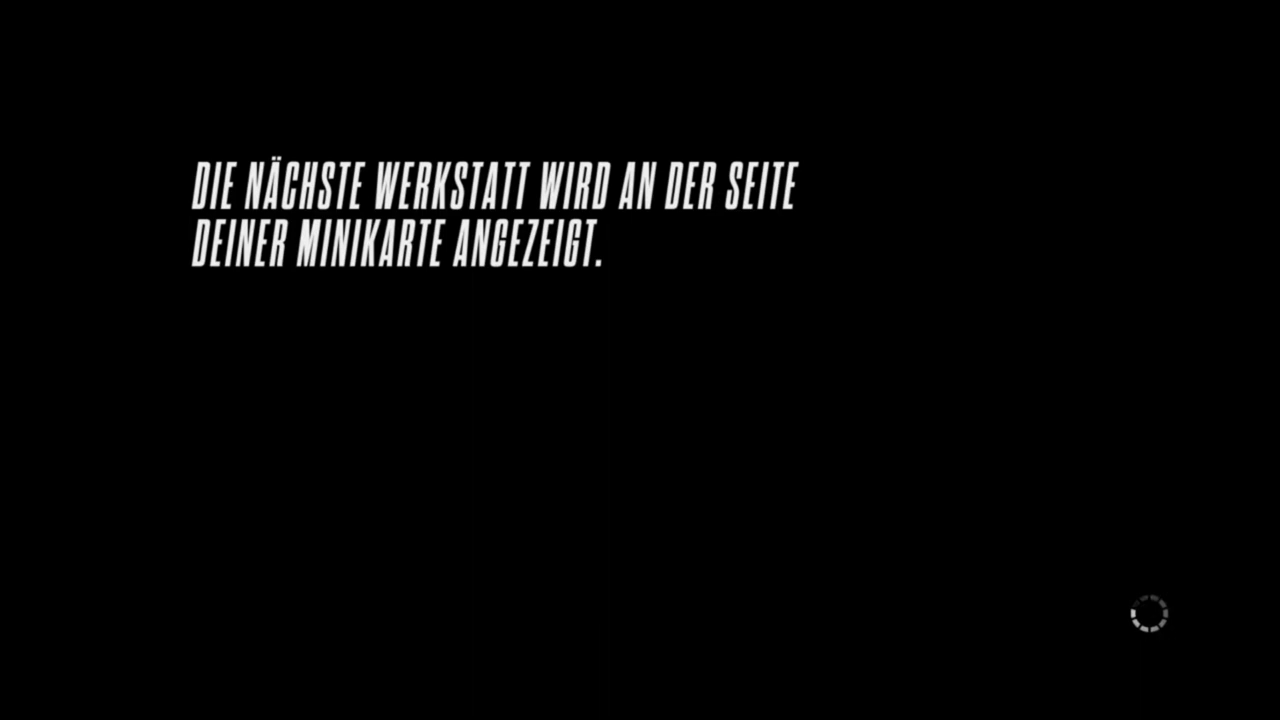 DIE NÄCHSTE WERKSTATT WIRD AN DER SEITE
DEINER MINIKARTE ANGEZEIGT.